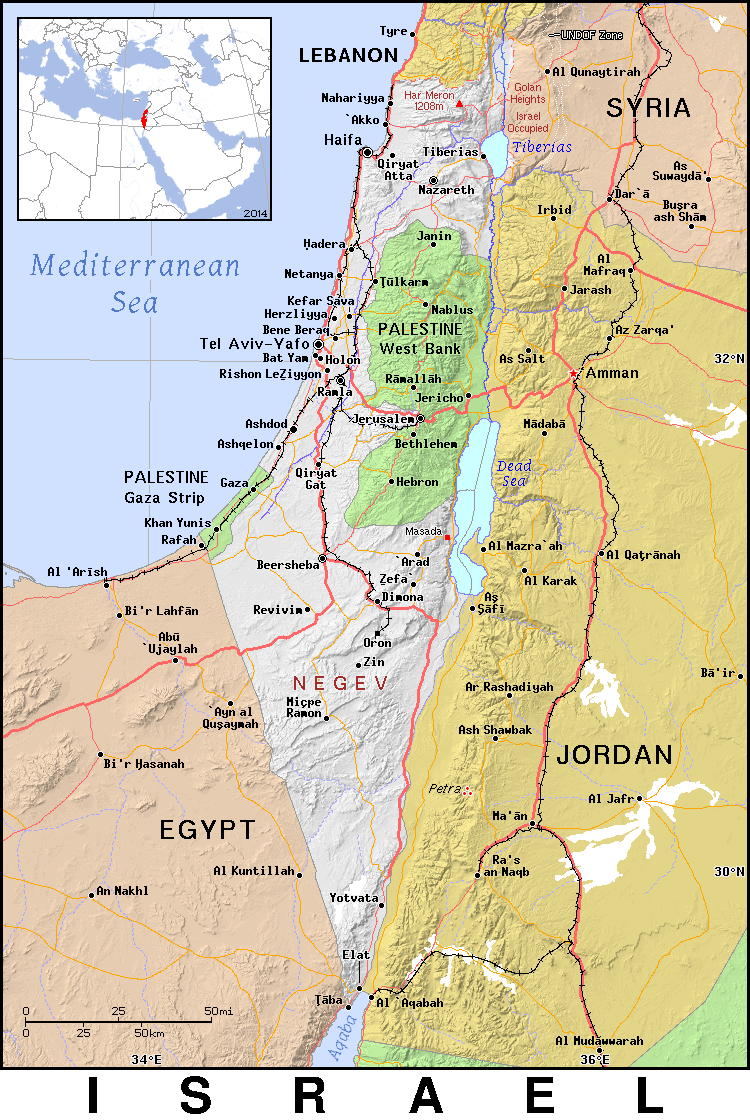 Tyre
UNDOF Zone
LEBANON
Al Qunaytirah
Har Meron
1208m
Golan
Heights
Israel
Occupied
SYRIA
Nahariyya
`Akko
Haifa
Qiryat
Atta
Tiberias
Tiberias
Nazareth
As
Suwaydā'
Dar`ā
Buşra
ash Shām
Irbid
2014
Mediterranean
Sea
Ḥadera
Janin
Netanya
Ţūlkarm
Al
Mafraq
Jarash
Kefar Sava
Herzliyya
Nablus
Bene Beraq
PALESTINE
West Bank
Tel Aviv-Yafo
Az Zarqa'
Bat Yam
Holon
As Salt
32°N
Rishon LeẔiyyon
Ramla
Rāmallāh
Jericho
Amman
Ashdod
Jerusalem
Mādabā
Ashqelon
Bethlehem
PALESTINE
Gaza Strip
Gaza
Qiryat
Gat
Hebron
Dead
Sea
Khan Yunis
Rafah
Masada
Al 'Arīsh
Beersheba
`Arad
Al Mazra`ah
Al Qaţrānah
Ẕefa`
Al Karak
Bi'r Lahfān
Revivim
Dimona
Aş
Şāfī
Abū
`Ujaylah
Oron
Zin
Bā'ir
NEGEV
Ar Rashadiyah
`Ayn al
Quşaymah
Miçpe
Ramon
Ash Shawbak
Bi'r Ḥasanah
JORDAN
Petra
Al Jafr
EGYPT
Ma'ān
Al Kuntillah
Ra's
an Naqb
30°N
An Nakhl
Yotvata
Elat
Ţāba
Al `Aqabah
0 25 50mi
0 25 50km
Aqaba
Al Mudawwarah
34°E
36°E
ISRAEL